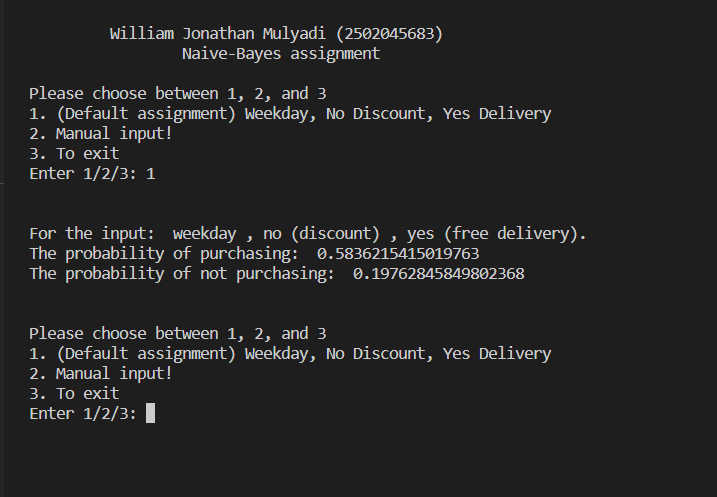 William Jonathan Mulyadi (2502045683)
Naive-Bayes assignment
Please choose between 1, 2, and 3
1. (Default assignment) Weekday, No Discount, Yes Delivery
2. Manual input!
3. To exit
Enter 1/2/3: 1
For the input:  weekday , no (discount) , yes (free delivery).
The probability of purchasing:  0.5836215415019763
The probability of not purchasing:  0.19762845849802368
Please choose between 1, 2, and 3
1. (Default assignment) Weekday, No Discount, Yes Delivery
2. Manual input!
3. To exit
Enter 1/2/3: